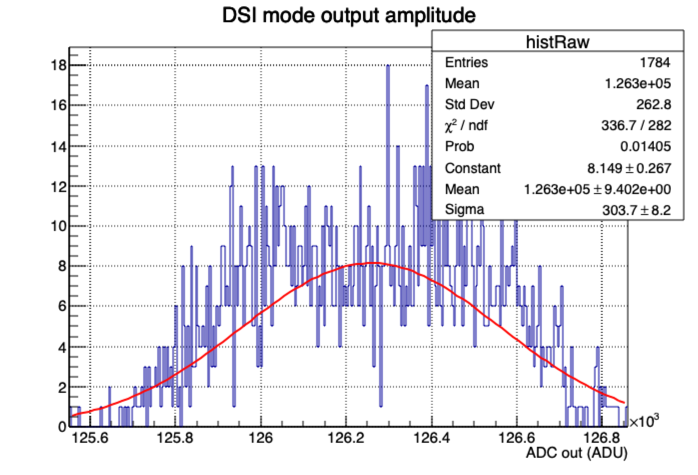 DSI mode output amplitude
histRaw
Entries 1784
Mean 1.263e+05
Std Dev 262.8
χ² / ndf 336.7 / 282
Prob 0.01405
Constant 8.149 ± 0.267
Mean 1.263e+05 ± 9.402e+00
Sigma 303.7 ± 8.2
18
16
14
12
10
8
6
4
2
0
125.6 125.8 126 126.2 126.4 126.6 126.8 ×10³
ADC out (ADU)